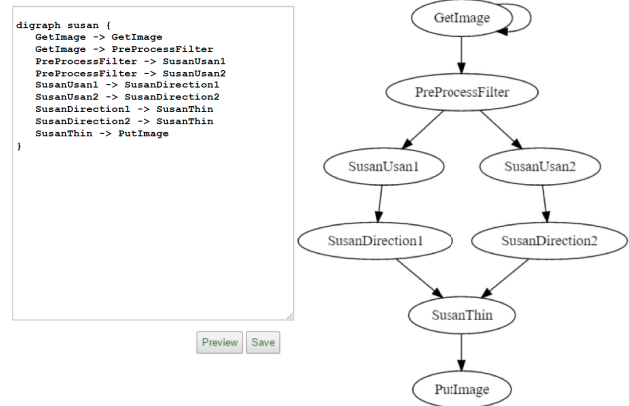 digraph susan {
GetImage -> GetImage
GetImage -> PreProcessFilter
PreProcessFilter -> SusanUsan1
PreProcessFilter -> SusanUsan2
SusanUsan1 -> SusanDirection1
SusanUsan2 -> SusanDirection2
SusanDirection1 -> SusanThin
SusanDirection2 -> SusanThin
SusanThin -> PutImage
}
Preview Save
GetImage
PreProcessFilter
SusanUsan1 SusanUsan2
SusanDirection1 SusanDirection2
SusanThin
PutImage